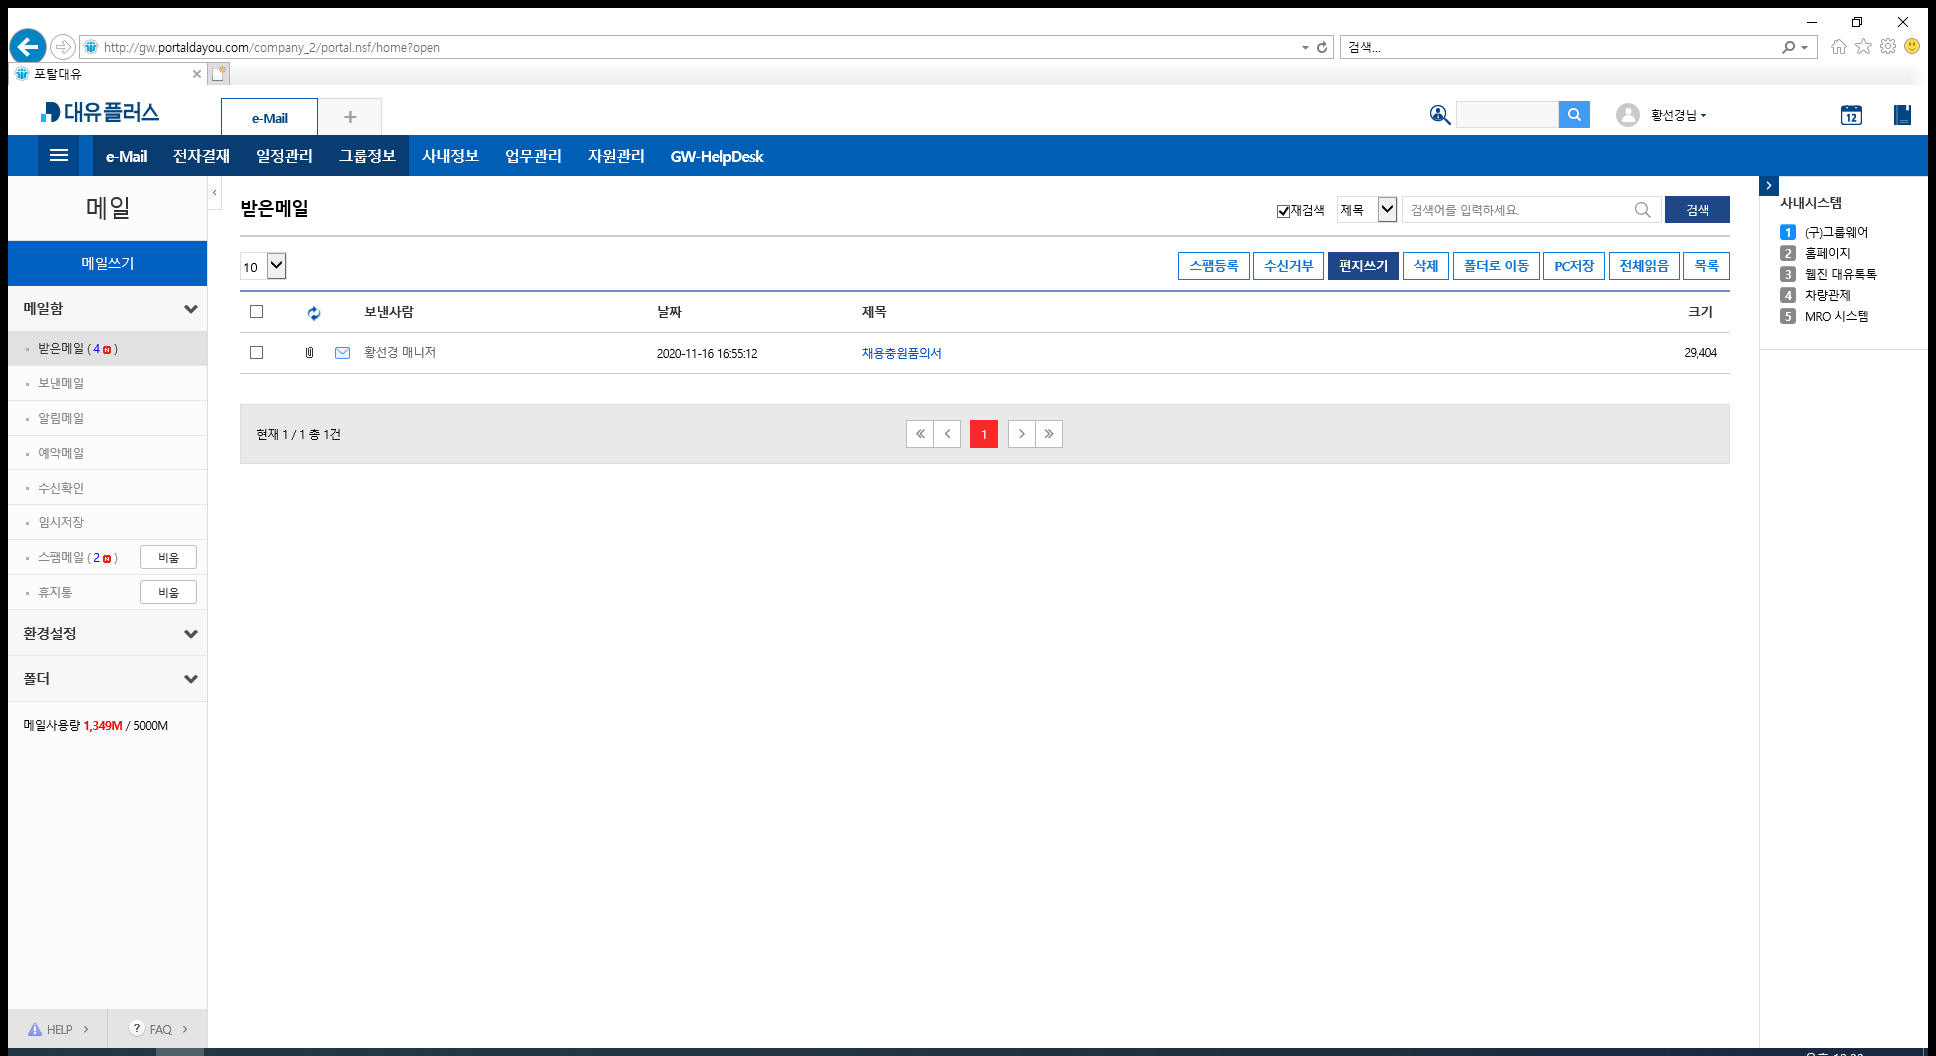 http://gw.portaldayou.com/company_2/portal.nsf/home?open
검색...
포탈대유
대유플러스
e-Mail
+
황선경님
12
e-Mail 전자결재 일정관리 그룹정보 사내정보 업무관리 자원관리 GW-HelpDesk
메일
메일쓰기
메일함
받은메일 ( 4 N )
보낸메일
알림메일
예약메일
수신확인
임시저장
스팸메일 ( 2 N ) 비움
휴지통 비움
환경설정
폴더
메일사용량 1,349M / 5000M
HELP
? FAQ
받은메일
재검색 제목 검색어를 입력하세요. 검색
10
스팸등록 수신거부 편지쓰기 삭제 폴더로 이동 PC저장 전체읽음 목록
보낸사람 날짜 제목 크기
황선경 매니저 2020-11-16 16:55:12 채용충원품의서 29,404
현재 1 / 1 총 1건
1
사내시스템
1 (구)그룹웨어
2 홈페이지
3 웹진 대유톡톡
4 차량관제
5 MRO 시스템